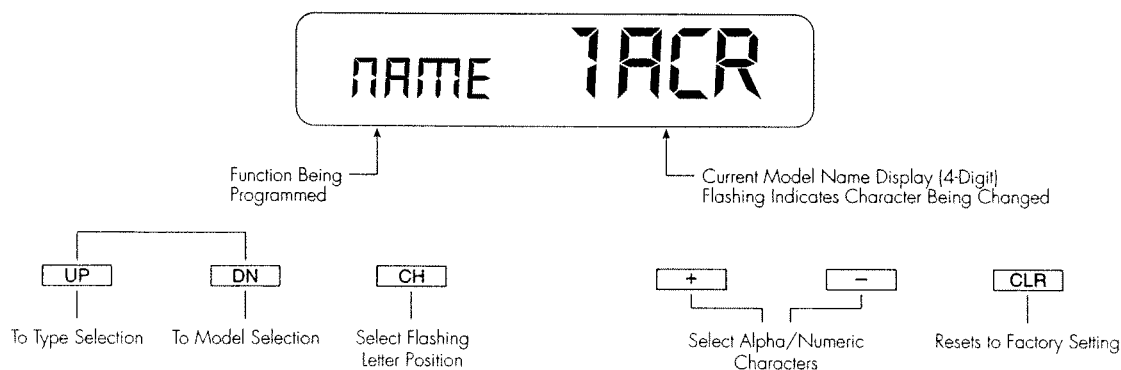 NAME 1ACR
Function Being
Programmed
Current Model Name Display (4-Digit)
Flashing Indicates Character Being Changed
UP DN CH + − CLR
To Type Selection To Model Selection Select Flashing
Letter Position
Select Alpha/Numeric
Characters
Resets to Factory Setting